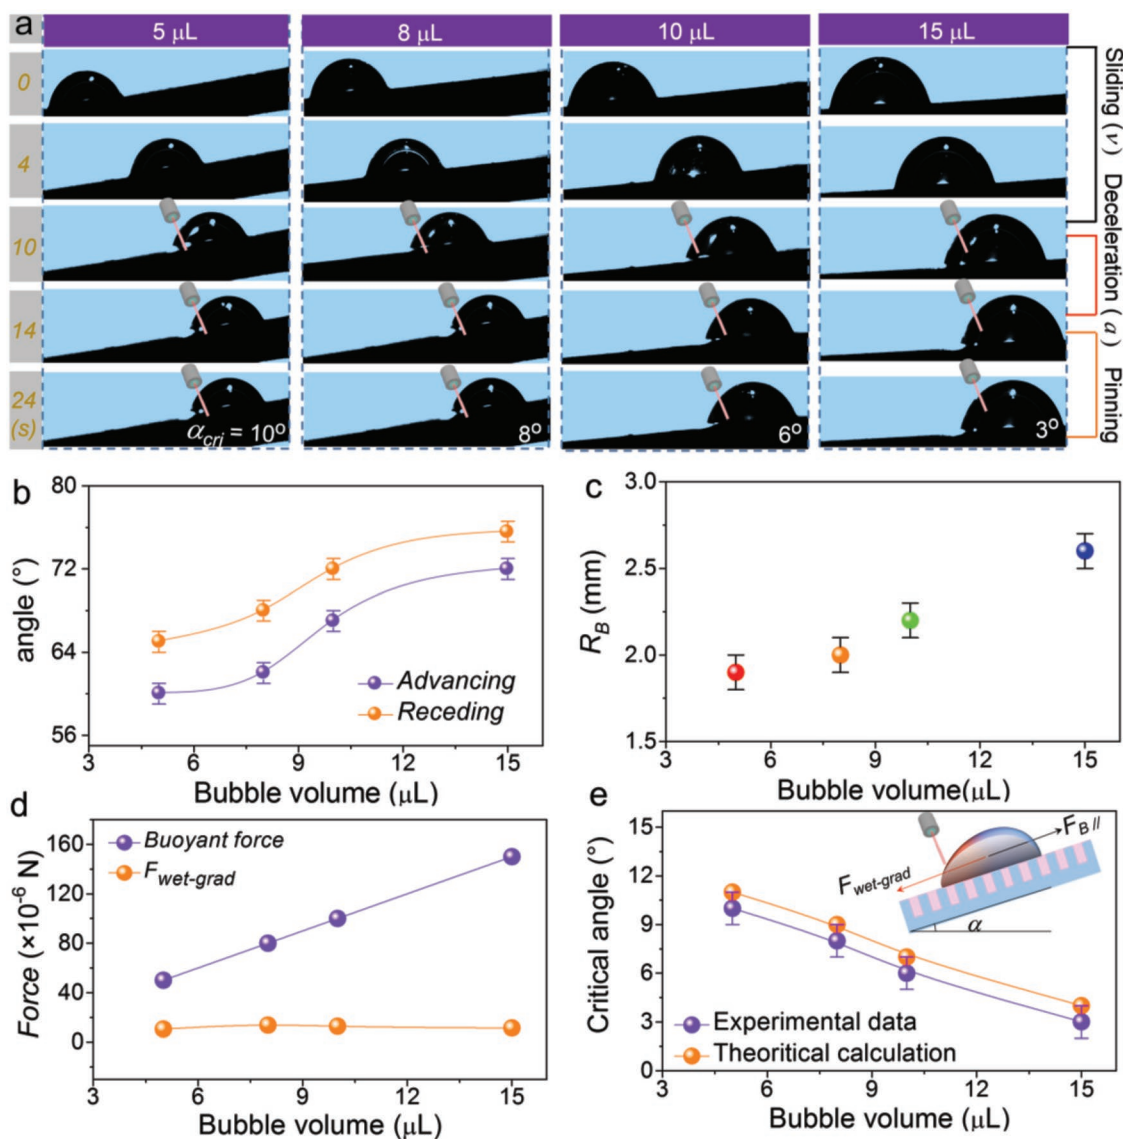 a
5 μL
8 μL
10 μL
15 μL
0
4
10
14
24
(s)
α_cri = 10°
8°
6°
3°
Sliding (v)
Deceleration (a)
Pinning
b
80
72
64
56
angle (°)
Advancing
Receding
3
6
9
12
15
Bubble volume (μL)
c
3.0
2.5
2.0
1.5
R_B (mm)
3
6
9
12
15
Bubble volume(μL)
d
160
120
80
40
0
Force (×10⁻⁶ N)
Buoyant force
F_wet-grad
3
6
9
12
15
Bubble volume (μL)
e
15
12
9
6
3
0
Critical angle (°)
F_B//
F_wet-grad
α
Experimental data
Theoritical calculation
3
6
9
12
15
Bubble volume (μL)